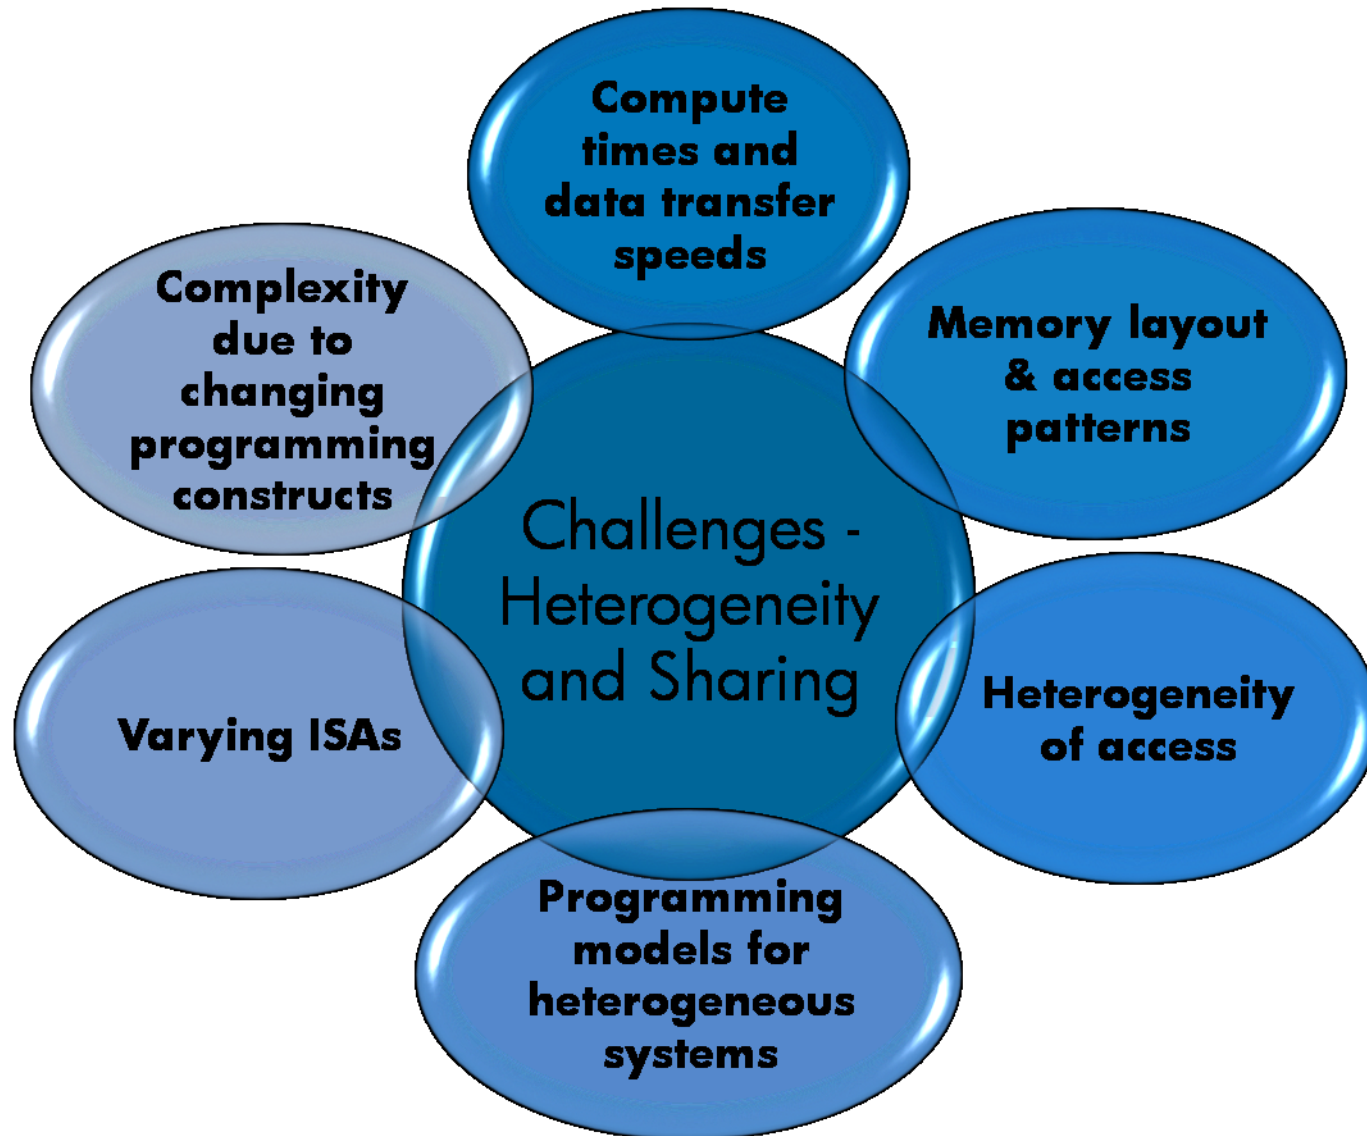 Compute
times and
data transfer
speeds
Memory layout
& access
patterns
Heterogeneity
of access
Programming
models for
heterogeneous
systems
Varying ISAs
Complexity
due to
changing
programming
constructs
Challenges -
Heterogeneity
and Sharing